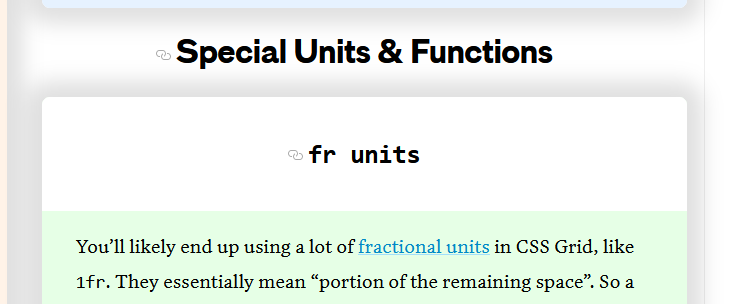 Special Units & Functions
fr units
You’ll likely end up using a lot of fractional units in CSS Grid, like
1fr. They essentially mean “portion of the remaining space”. So a